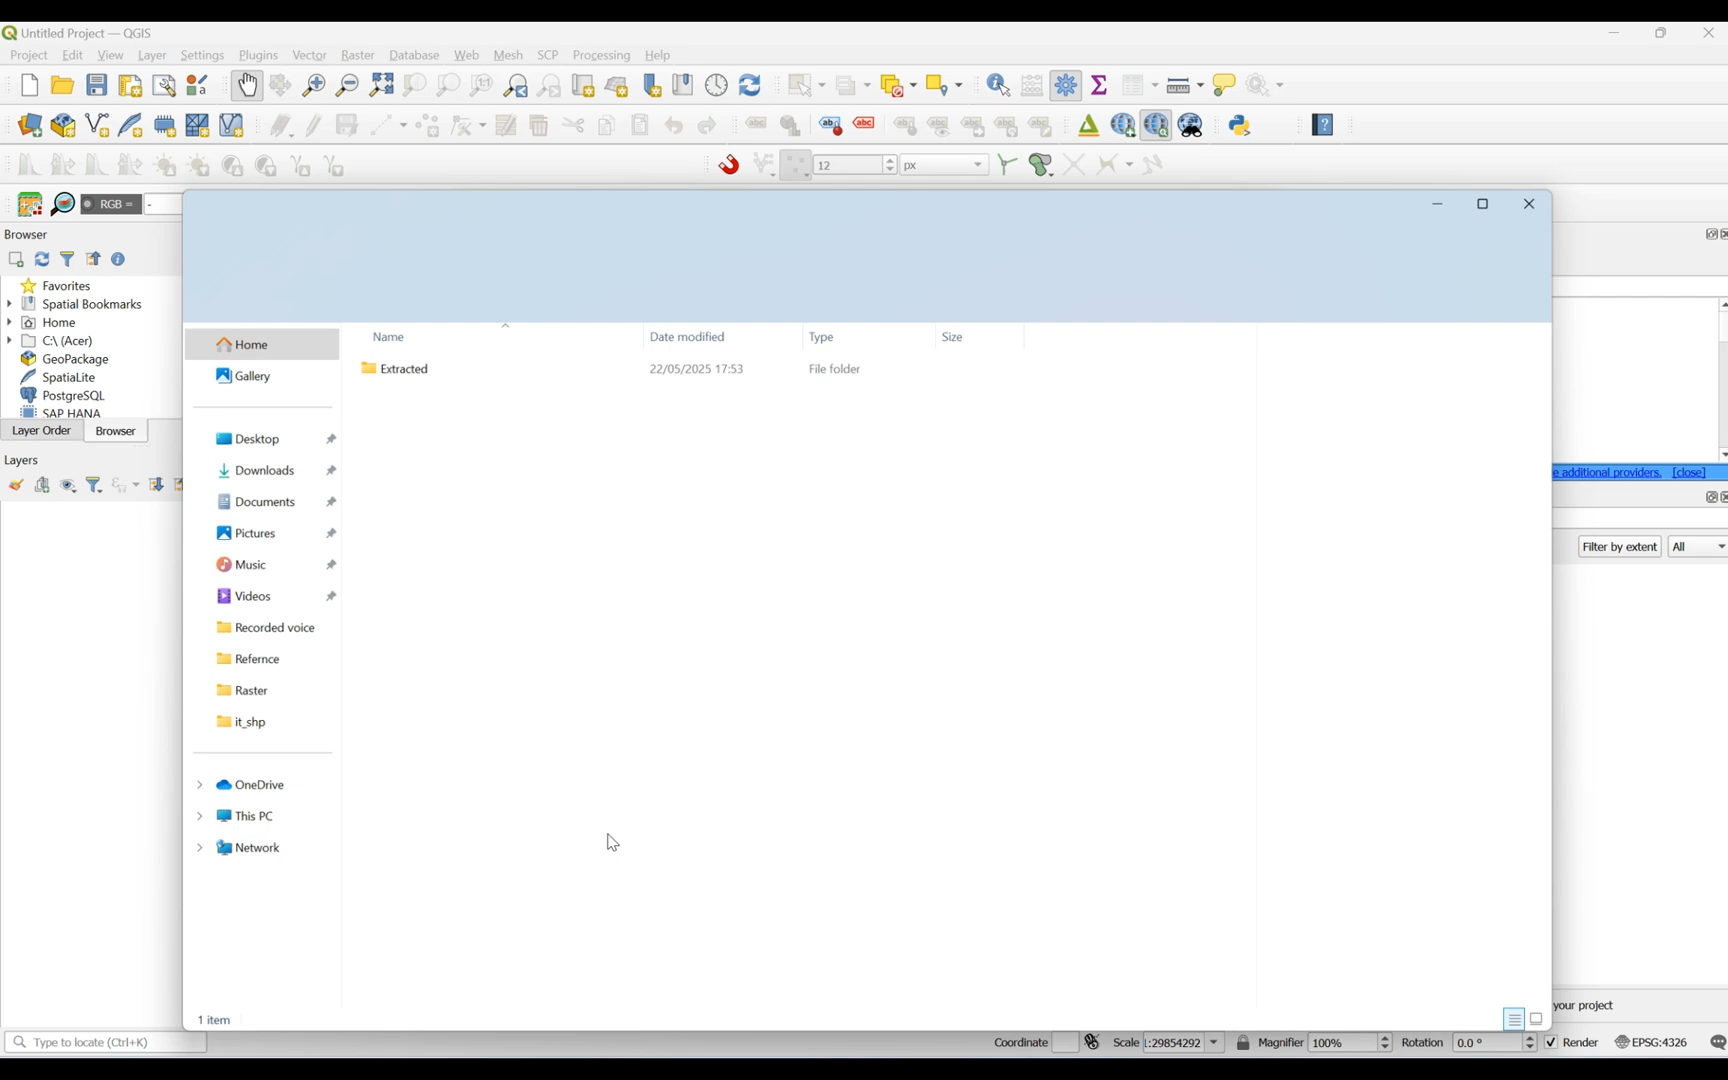 Untitled Project — QGIS
Project Edit View Layer Settings Plugins Vector Raster Database Web Mesh SCP Processing Help
12 px
RGB = -
Browser
Favorites
Spatial Bookmarks
Home
C:\ (Acer)
GeoPackage
SpatiaLite
PostgreSQL
SAP HANA
Layer Order Browser
Layers
Home
Gallery
Desktop
Downloads
Documents
Pictures
Music
Videos
Recorded voice
Refernce
Raster
it_shp
OneDrive
This PC
Network
Name Date modified Type Size
Extracted 22/05/2025 17:53 File folder
1 item
e additional providers. [close]
Filter by extent All
your project
Type to locate (Ctrl+K)
Coordinate Scale 1:29854292 Magnifier 100% Rotation 0.0 ° Render EPSG:4326